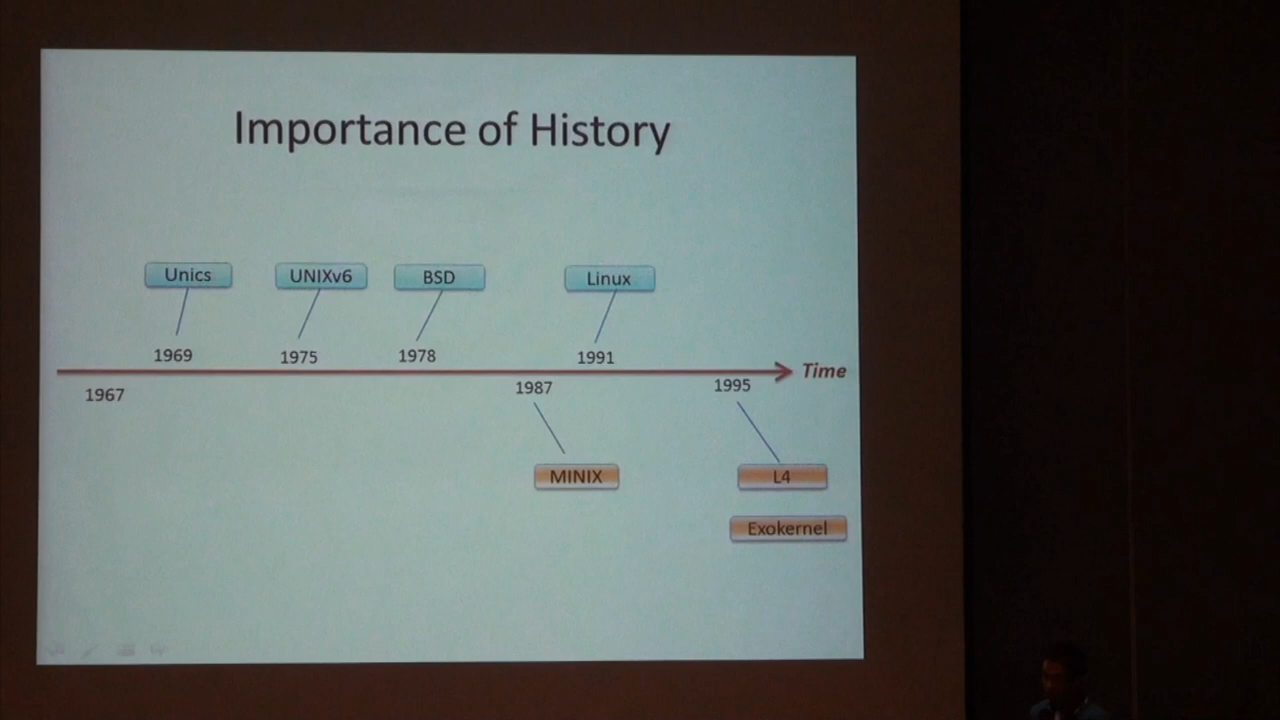 Importance of History
Unics
UNIXv6
BSD
Linux
1969
1975
1978
1991
Time
1967
1987
1995
MINIX
L4
Exokernel